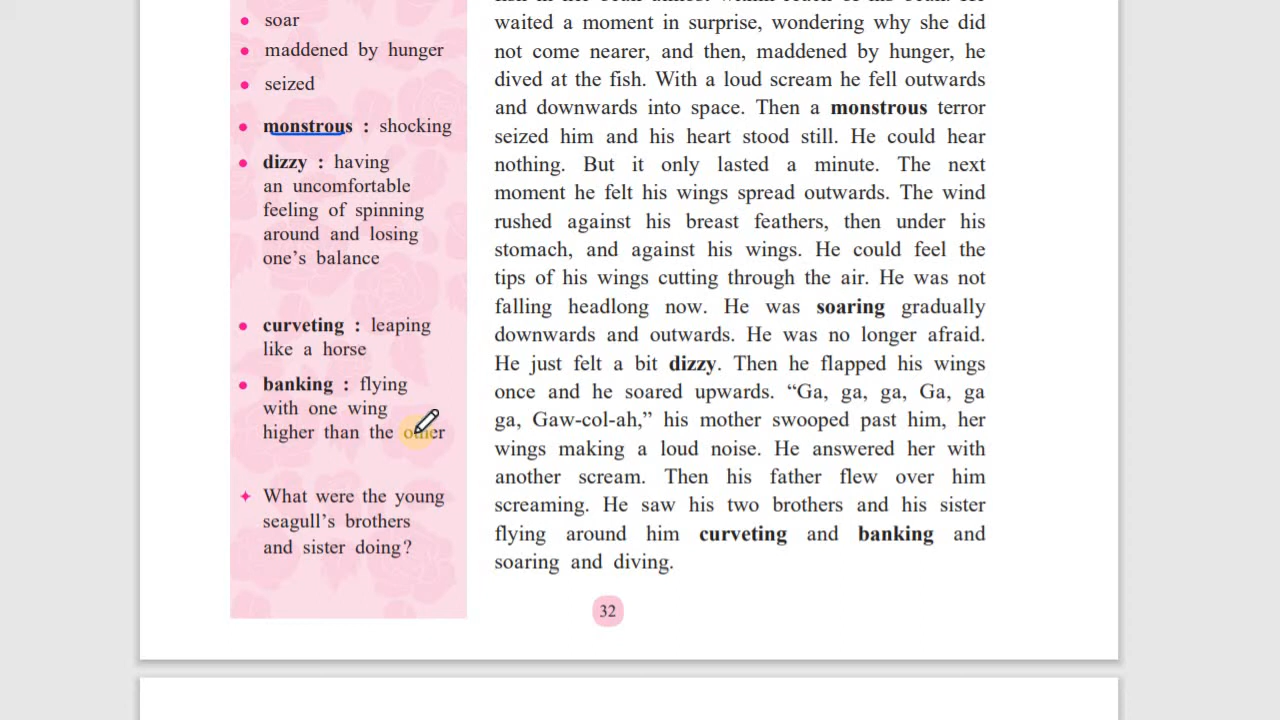 soar
maddened by hunger
seized
monstrous : shocking
dizzy : having
an uncomfortable
feeling of spinning
around and losing
one's balance
curveting : leaping
like a horse
banking : flying
with one wing
higher than the other
What were the young
seagull's brothers
and sister doing?
waited a moment in surprise, wondering why she did
not come nearer, and then, maddened by hunger, he
dived at the fish. With a loud scream he fell outwards
and downwards into space. Then a monstrous terror
seized him and his heart stood still. He could hear
nothing. But it only lasted a minute. The next
moment he felt his wings spread outwards. The wind
rushed against his breast feathers, then under his
stomach, and against his wings. He could feel the
tips of his wings cutting through the air. He was not
falling headlong now. He was soaring gradually
downwards and outwards. He was no longer afraid.
He just felt a bit dizzy. Then he flapped his wings
once and he soared upwards. “Ga, ga, ga, Ga, ga
ga, Gaw-col-ah,” his mother swooped past him, her
wings making a loud noise. He answered her with
another scream. Then his father flew over him
screaming. He saw his two brothers and his sister
flying around him curveting and banking and
soaring and diving.
32